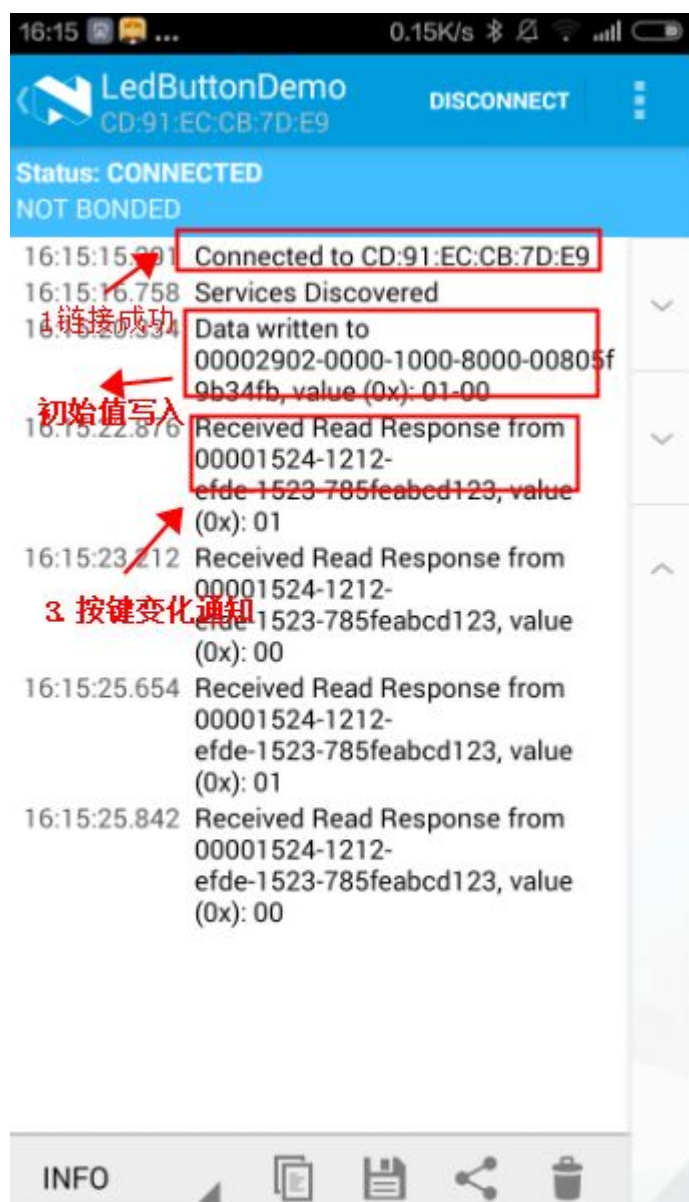 16:15 ... 0.15K/s
LedButtonDemo
CD:91:EC:CB:7D:E9
DISCONNECT
Status: CONNECTED
NOT BONDED
Connected to CD:91:EC:CB:7D:E9
16:15:16.758 Services Discovered
1 链接成功
Data written to
00002902-0000-1000-8000-00805f
9b34fb, value (0x): 01-00
初始值写入
16:15:22.876 Received Read Response from
00001524-1212-
efde-1523-785feabcd123, value
(0x): 01
16:15:23.212 Received Read Response from
00001524-1212-
3. 按键变化通知
efde-1523-785feabcd123, value
(0x): 00
16:15:25.654 Received Read Response from
00001524-1212-
efde-1523-785feabcd123, value
(0x): 01
16:15:25.842 Received Read Response from
00001524-1212-
efde-1523-785feabcd123, value
(0x): 00
INFO